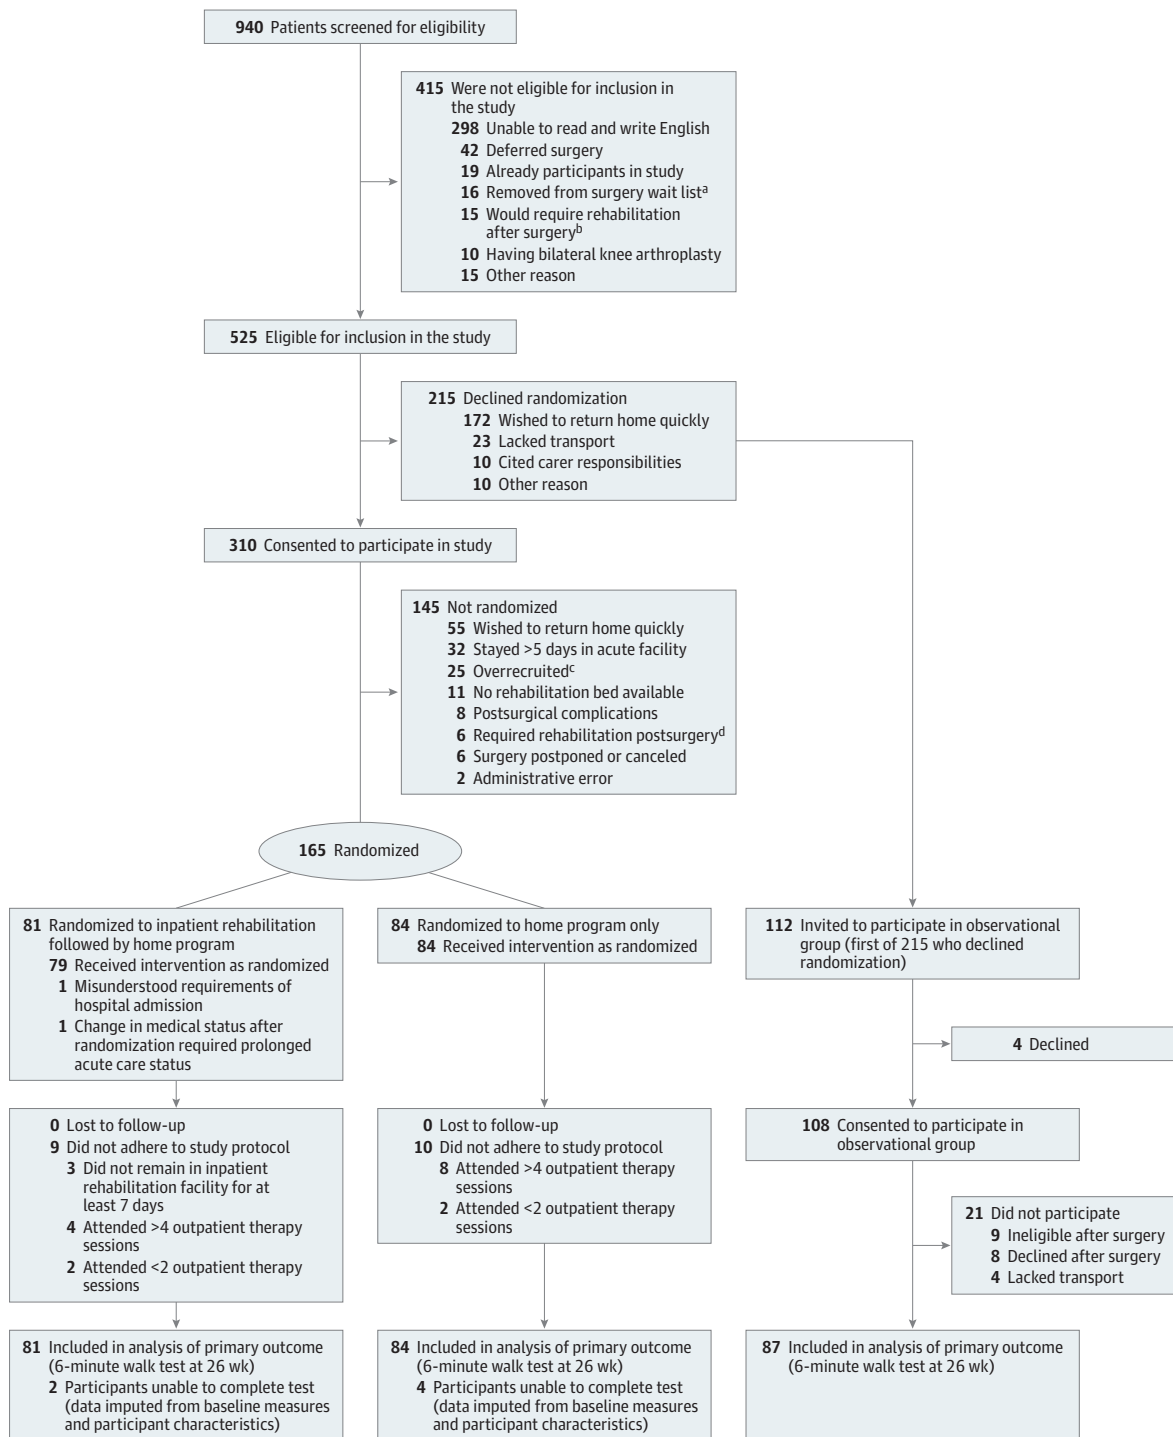 940 Patients screened for eligibility
415 Were not eligible for inclusion in
the study
298 Unable to read and write English
42 Deferred surgery
19 Already participants in study
16 Removed from surgery wait listᵃ
15 Would require rehabilitation
after surgeryᵇ
10 Having bilateral knee arthroplasty
15 Other reason
525 Eligible for inclusion in the study
215 Declined randomization
172 Wished to return home quickly
23 Lacked transport
10 Cited carer responsibilities
10 Other reason
310 Consented to participate in study
145 Not randomized
55 Wished to return home quickly
32 Stayed >5 days in acute facility
25 Overrecruitedᶜ
11 No rehabilitation bed available
8 Postsurgical complications
6 Required rehabilitation postsurgeryᵈ
6 Surgery postponed or canceled
2 Administrative error
165 Randomized
81 Randomized to inpatient rehabilitation
followed by home program
79 Received intervention as randomized
1 Misunderstood requirements of
hospital admission
1 Change in medical status after
randomization required prolonged
acute care status
84 Randomized to home program only
84 Received intervention as randomized
112 Invited to participate in observational
group (first of 215 who declined
randomization)
4 Declined
0 Lost to follow-up
9 Did not adhere to study protocol
3 Did not remain in inpatient
rehabilitation facility for at
least 7 days
4 Attended >4 outpatient therapy
sessions
2 Attended <2 outpatient therapy
sessions
0 Lost to follow-up
10 Did not adhere to study protocol
8 Attended >4 outpatient therapy
sessions
2 Attended <2 outpatient therapy
sessions
108 Consented to participate in
observational group
21 Did not participate
9 Ineligible after surgery
8 Declined after surgery
4 Lacked transport
81 Included in analysis of primary outcome
(6-minute walk test at 26 wk)
2 Participants unable to complete test
(data imputed from baseline measures
and participant characteristics)
84 Included in analysis of primary outcome
(6-minute walk test at 26 wk)
4 Participants unable to complete test
(data imputed from baseline measures
and participant characteristics)
87 Included in analysis of primary outcome
(6-minute walk test at 26 wk)